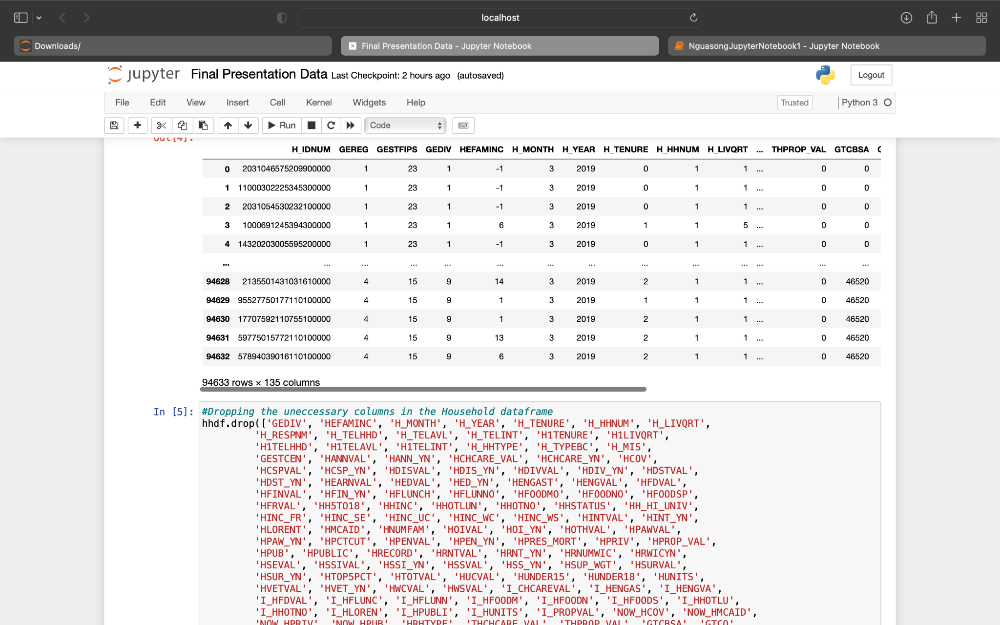 localhost
Downloads/ Final Presentation Data - Jupyter Notebook NguasongJupyterNotebook1 - Jupyter Notebook
jupyter Final Presentation Data Last Checkpoint: 2 hours ago (autosaved) Logout
File Edit View Insert Cell Kernel Widgets Help Trusted Python 3
Run Code
Out[4]:
H_IDNUM GEREG GESTFIPS GEDIV HEFAMINC H_MONTH H_YEAR H_TENURE H_HHNUM H_LIVQRT ... THPROP_VAL GTCBSA
0 2031046575209900000 1 23 1 -1 3 2019 0 1 1 ... 0 0
1 11000302225345300000 1 23 1 -1 3 2019 0 1 1 ... 0 0
2 2031054530232100000 1 23 1 -1 3 2019 0 1 1 ... 0 0
3 1000691245394300000 1 23 1 6 3 2019 1 1 5 ... 0 0
4 14320203005595200000 1 23 1 -1 3 2019 0 1 1 ... 0 0
... ... ... ... ... ... ... ... ... ... ... ... ... ...
94628 2135501431031610000 4 15 9 14 3 2019 2 1 1 ... 0 46520
94629 95527750177110100000 4 15 9 1 3 2019 1 1 1 ... 0 46520
94630 17707592110755100000 4 15 9 1 3 2019 2 1 1 ... 0 46520
94631 59775015772110100000 4 15 9 13 3 2019 2 1 1 ... 0 46520
94632 57894039016110100000 4 15 9 6 3 2019 2 1 1 ... 0 46520
94633 rows × 135 columns
In [5]: #Dropping the uneccessary columns in the Household dataframe
hhdf.drop(['GEDIV', 'HEFAMINC', 'H_MONTH', 'H_YEAR', 'H_TENURE', 'H_HHNUM', 'H_LIVQRT',
'H_RESPNM', 'H_TELHHD', 'H_TELAVL', 'H_TELINT', 'H1TENURE', 'H1LIVQRT',
'H1TELHHD', 'H1TELAVL', 'H1TELINT', 'H_HHTYPE', 'H_TYPEBC', 'H_MIS',
'GESTCEN', 'HANNVAL', 'HANN_YN', 'HCHCARE_VAL', 'HCHCARE_YN', 'HCOV',
'HCSPVAL', 'HCSP_YN', 'HDISVAL', 'HDIS_YN', 'HDIVVAL', 'HDIV_YN', 'HDSTVAL',
'HDST_YN', 'HEARNVAL', 'HEDVAL', 'HED_YN', 'HENGAST', 'HENGVAL', 'HFDVAL',
'HFINVAL', 'HFIN_YN', 'HFLUNCH', 'HFLUNNO', 'HFOODMO', 'HFOODNO', 'HFOODSP',
'HFRVAL', 'HH5TO18', 'HHINC', 'HHOTLUN', 'HHOTNO', 'HHSTATUS', 'HH_HI_UNIV',
'HINC_FR', 'HINC_SE', 'HINC_UC', 'HINC_WC', 'HINC_WS', 'HINTVAL', 'HINT_YN',
'HLORENT', 'HMCAID', 'HNUMFAM', 'HOIVAL', 'HOI_YN', 'HOTHVAL', 'HPAWVAL',
'HPAW_YN', 'HPCTCUT', 'HPENVAL', 'HPEN_YN', 'HPRES_MORT', 'HPRIV', 'HPROP_VAL',
'HPUB', 'HPUBLIC', 'HRECORD', 'HRNTVAL', 'HRNT_YN', 'HRNUMWIC', 'HRWICYN',
'HSEVAL', 'HSSIVAL', 'HSSI_YN', 'HSSVAL', 'HSS_YN', 'HSUP_WGT', 'HSURVAL',
'HSUR_YN', 'HTOP5PCT', 'HTOTVAL', 'HUCVAL', 'HUNDER15', 'HUNDER18', 'HUNITS',
'HVETVAL', 'HVET_YN', 'HWCVAL', 'HWSVAL', 'I_CHCAREVAL', 'I_HENGAS', 'I_HENGVA',
'I_HFDVAL', 'I_HFLUNC', 'I_HFLUNN', 'I_HFOODM', 'I_HFOODN', 'I_HFOODS', 'I_HHOTLU',
'I_HHOTNO', 'I_HLOREN', 'I_HPUBLI', 'I_HUNITS', 'I_PROPVAL', 'NOW_HCOV', 'NOW_HMCAID',
'NOW_HPRIV', 'NOW_HPUB', 'HRHTYPE', 'THCHCARE_VAL', 'THPROP_VAL', 'GTCBSA', 'GTCO',